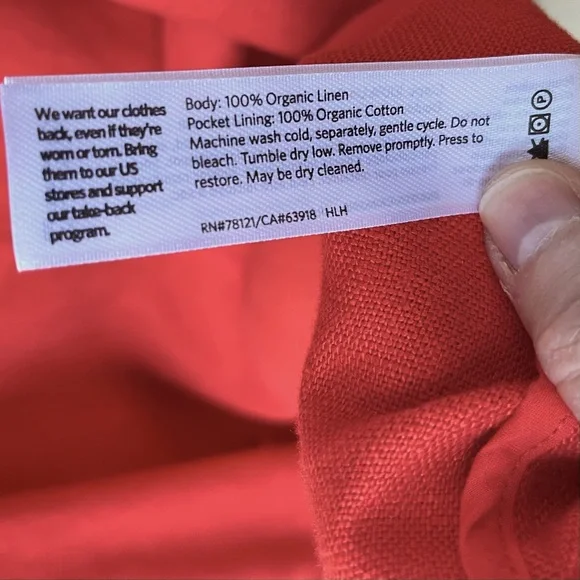 We want our clothes
back, even if they're
worn or torn. Bring
them to our US
stores and support
our take-back
program.
Body: 100% Organic Linen
Pocket Lining: 100% Organic Cotton
Machine wash cold, separately, gentle cycle. Do not
bleach. Tumble dry low. Remove promptly. Press to
restore. May be dry cleaned.
RN#78121/CA#63918 HLH
P